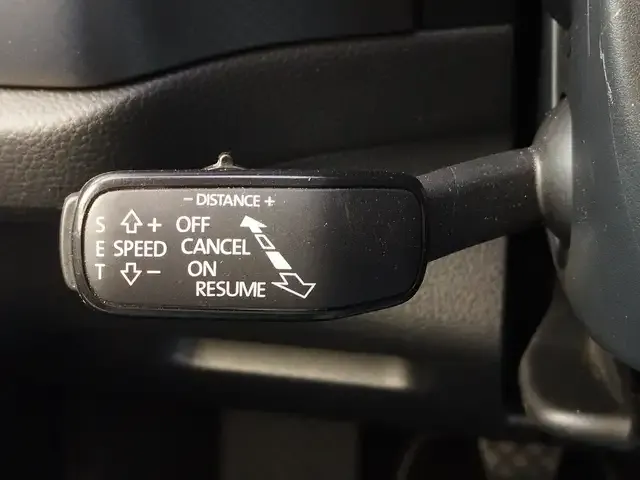 − DISTANCE +
S + OFF
E SPEED CANCEL
T − ON
RESUME